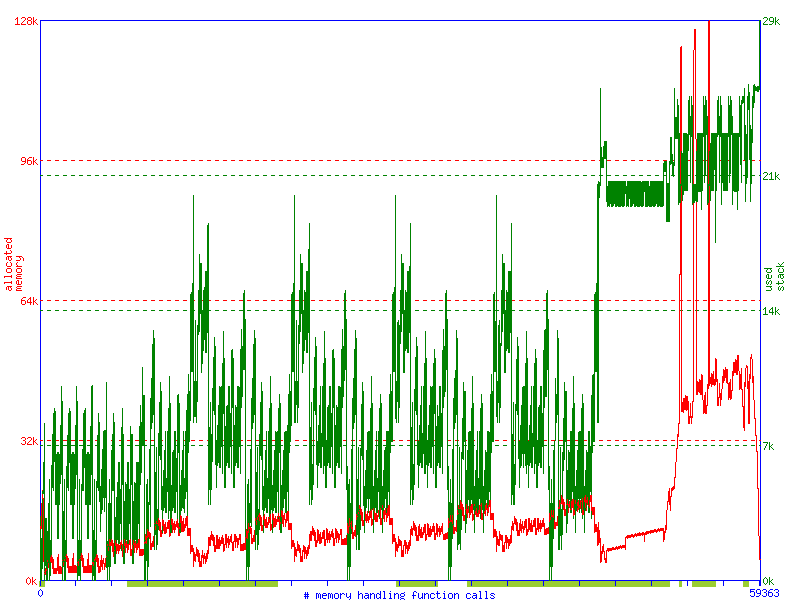 128k
29k
96k
21k
allocated
memory
used
stack
64k
14k
32k
7k
0k
0k
0
# memory handling function calls
59363